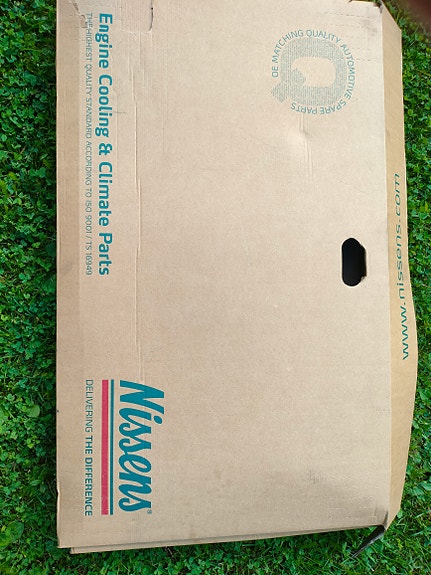 Engine Cooling & Climate Parts
THE HIGHEST QUALITY STANDARD ACCORDING TO ISO 9001 / TS 16949
Nissens®
DELIVERING THE DIFFERENCE
OE MATCHING QUALITY AUTOMOTIVE SPARE PARTS
Q
www.nissens.com